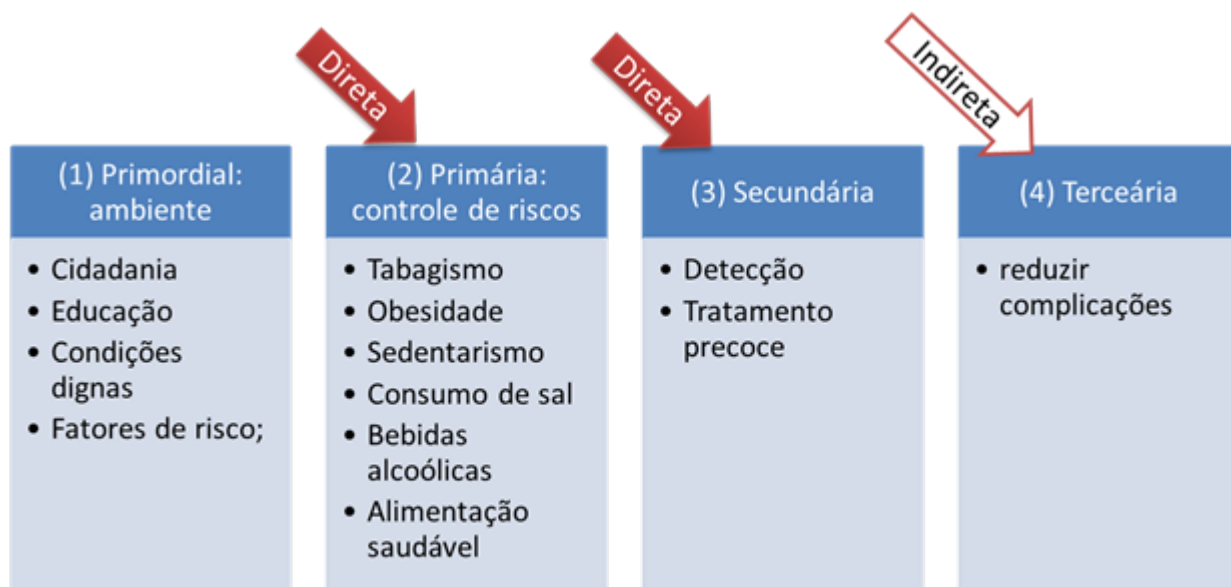 Direta
Direta
Indireta
(1) Primordial:
ambiente
• Cidadania
• Educação
• Condições
dignas
• Fatores de risco;
(2) Primária:
controle de riscos
• Tabagismo
• Obesidade
• Sedentarismo
• Consumo de sal
• Bebidas
alcoólicas
• Alimentação
saudável
(3) Secundária
• Detecção
• Tratamento
precoce
(4) Terceária
• reduzir
complicações